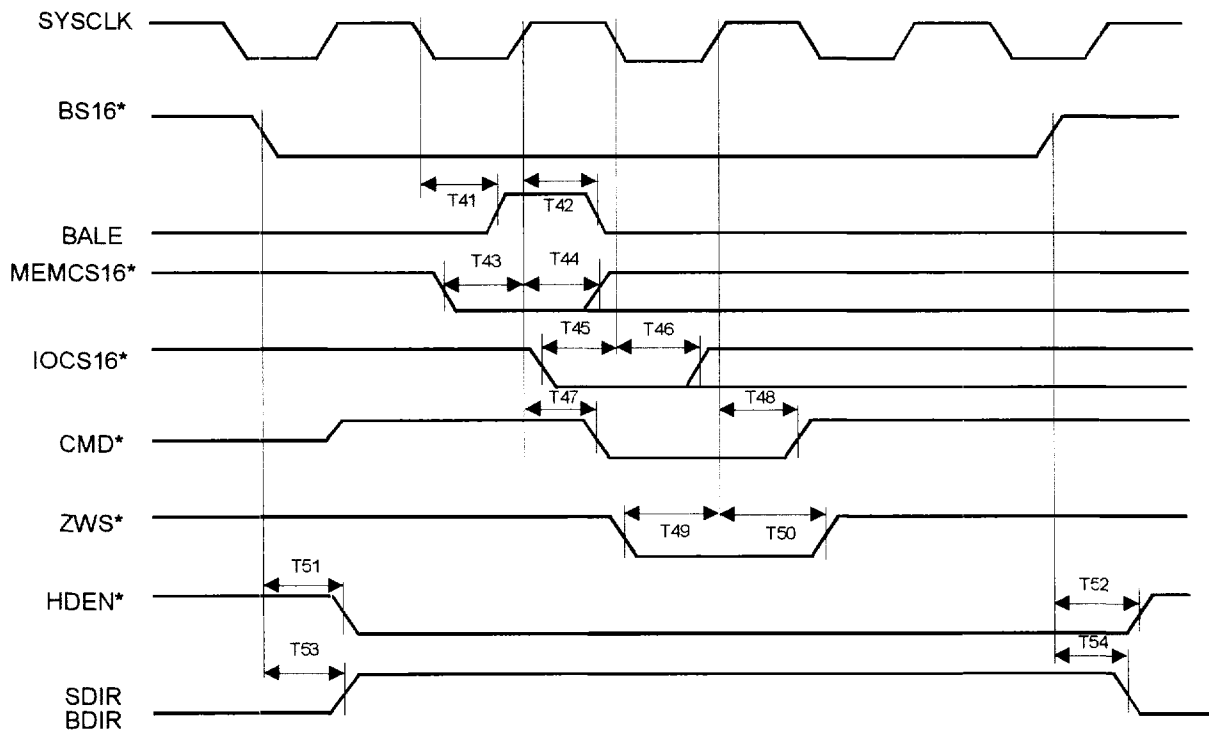 SYSCLK
BS16*
T41 T42
BALE
MEMCS16*
T43 T44
IOCS16*
T45 T46
CMD*
T47 T48
ZWS*
T49 T50
HDEN*
T51 T52
T53 T54
SDIR
BDIR